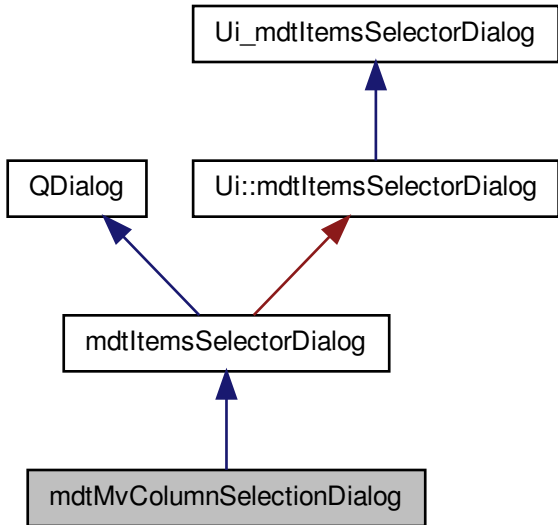 Ui_mdtItemsSelectorDialog
QDialog
Ui::mdtItemsSelectorDialog
mdtItemsSelectorDialog
mdtMvColumnSelectionDialog